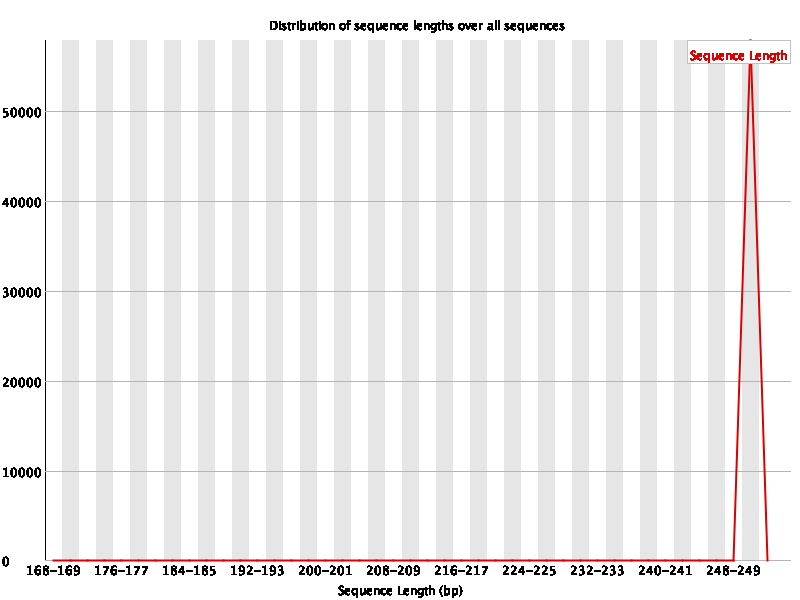 Distribution of sequence lengths over all sequences
Sequence Length
50000
40000
30000
20000
10000
0
168-169 176-177 184-185 192-193 200-201 208-209 216-217 224-225 232-233 240-241 248-249
Sequence Length (bp)